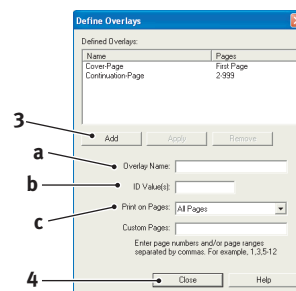 Define Overlays
Defined Overlays:
Name Pages
Cover-Page First Page
Continuation-Page 2-999
3
Add Apply Remove
a
Overlay Name:
b
ID Value(s):
c
Print on Pages: All Pages
Custom Pages:
Enter page numbers and/or page ranges
separated by commas. For example, 1,3,5-12
4
Close Help